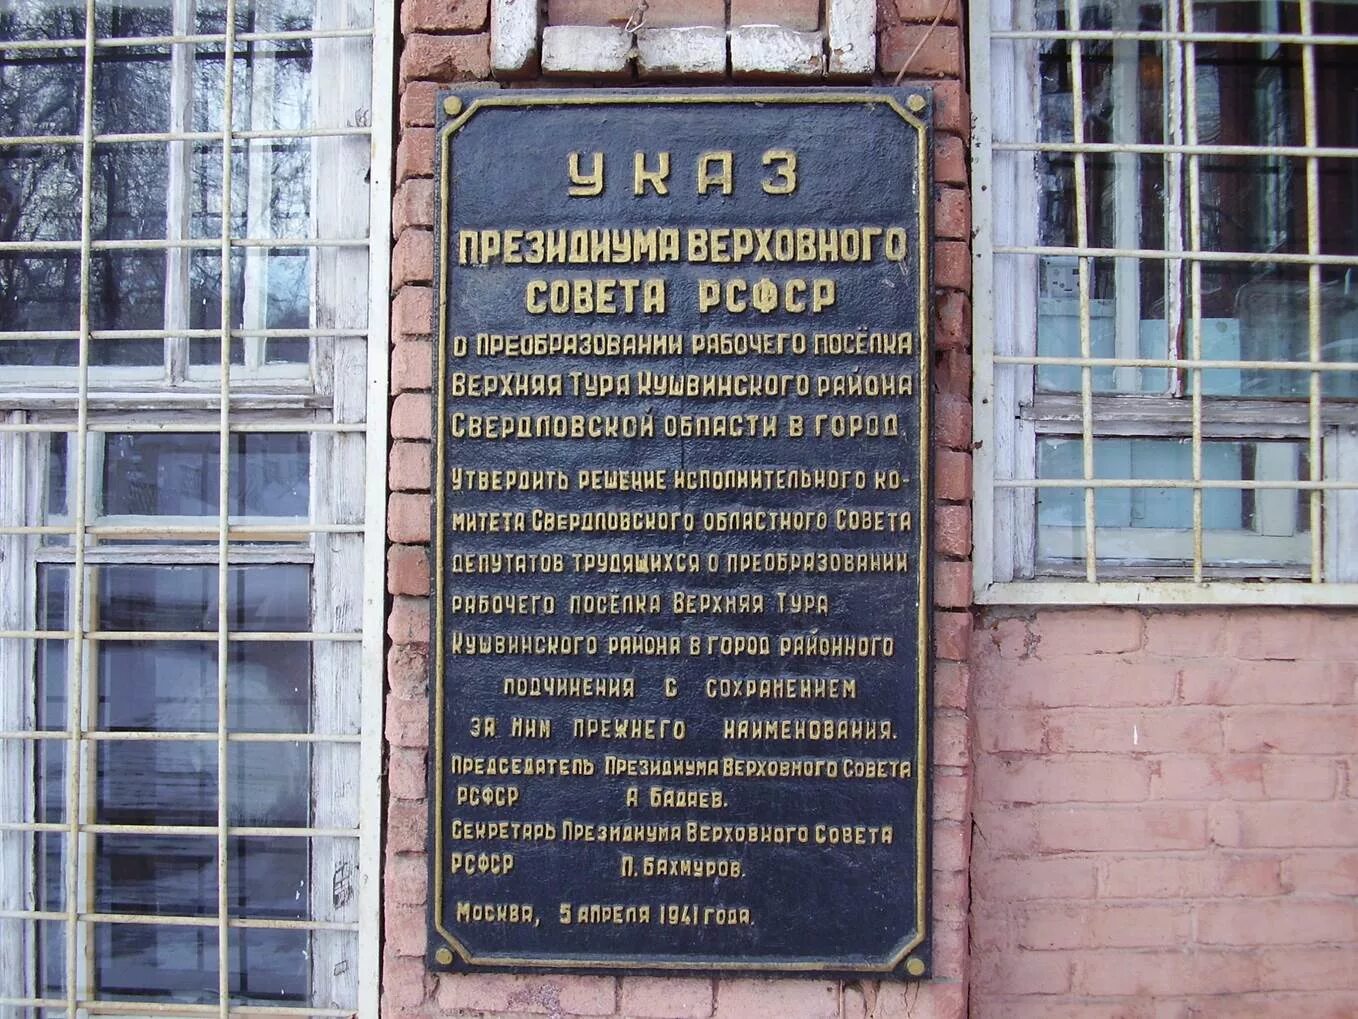 УКАЗ
ПРЕЗИДИУМА ВЕРХОВНОГО
СОВЕТА РСФСР
О ПРЕОБРАЗОВАНИИ РАБОЧЕГО ПОСЁЛКА
ВЕРХНЯЯ ТУРА КУШВИНСКОГО РАЙОНА
СВЕРДЛОВСКОЙ ОБЛАСТИ В ГОРОД
УТВЕРДИТЬ РЕШЕНИЕ ИСПОЛНИТЕЛЬНОГО КО-
МИТЕТА СВЕРДЛОВСКОГО ОБЛАСТНОГО СОВЕТА
ДЕПУТАТОВ ТРУДЯЩИХСЯ О ПРЕОБРАЗОВАНИИ
РАБОЧЕГО ПОСЁЛКА ВЕРХНЯЯ ТУРА
КУШВИНСКОГО РАЙОНА В ГОРОД РАЙОННОГО
ПОДЧИНЕНИЯ С СОХРАНЕНИЕМ
ЗА НИМ ПРЕЖНЕГО НАИМЕНОВАНИЯ.
ПРЕДСЕДАТЕЛЬ ПРЕЗИДИУМА ВЕРХОВНОГО СОВЕТА
РСФСР А БАДАЕВ.
СЕКРЕТАРЬ ПРЕЗИДИУМА ВЕРХОВНОГО СОВЕТА
РСФСР П. БАХМУРОВ.
МОСКВА, 5 АПРЕЛЯ 1941 ГОДА.